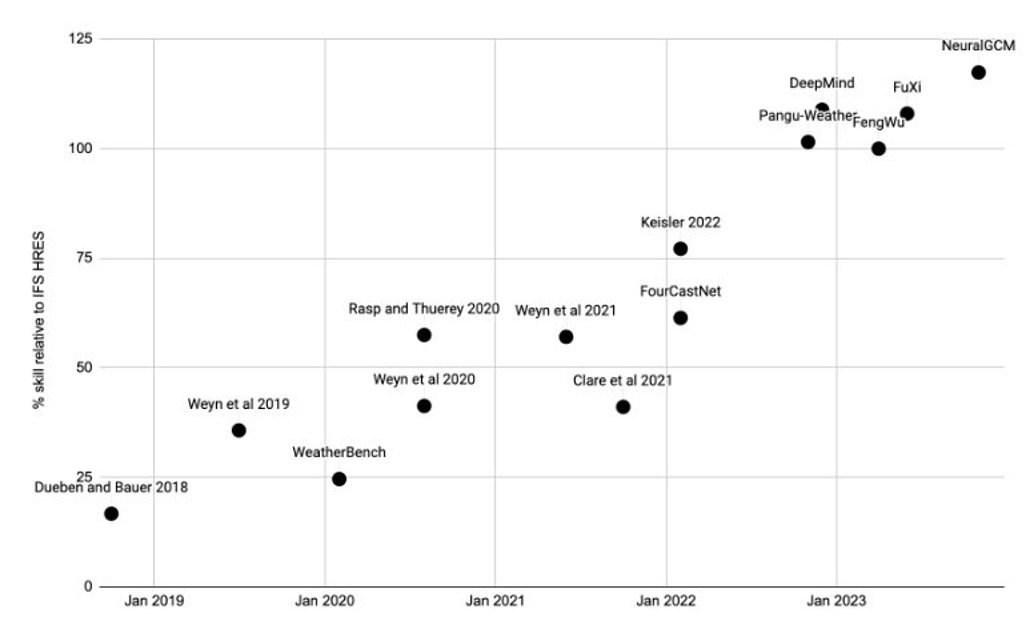 125
NeuralGCM
DeepMind
FuXi
Pangu-Weather
FengWu
100
Keisler 2022
75
FourCastNet
Rasp and Thuerey 2020
Weyn et al 2021
50
Weyn et al 2020
Clare et al 2021
Weyn et al 2019
WeatherBench
25
Dueben and Bauer 2018
0
% skill relative to IFS HRES
Jan 2019
Jan 2020
Jan 2021
Jan 2022
Jan 2023